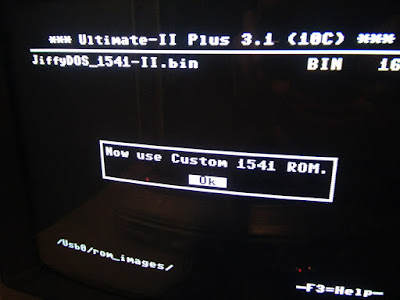 *** Ultimate-II Plus 3.1 (10C) ***
JiffyDOS_1541-II.bin BIN 16
Now use Custom 1541 ROM.
Ok
/Usb0/rom_images/
F3=Help